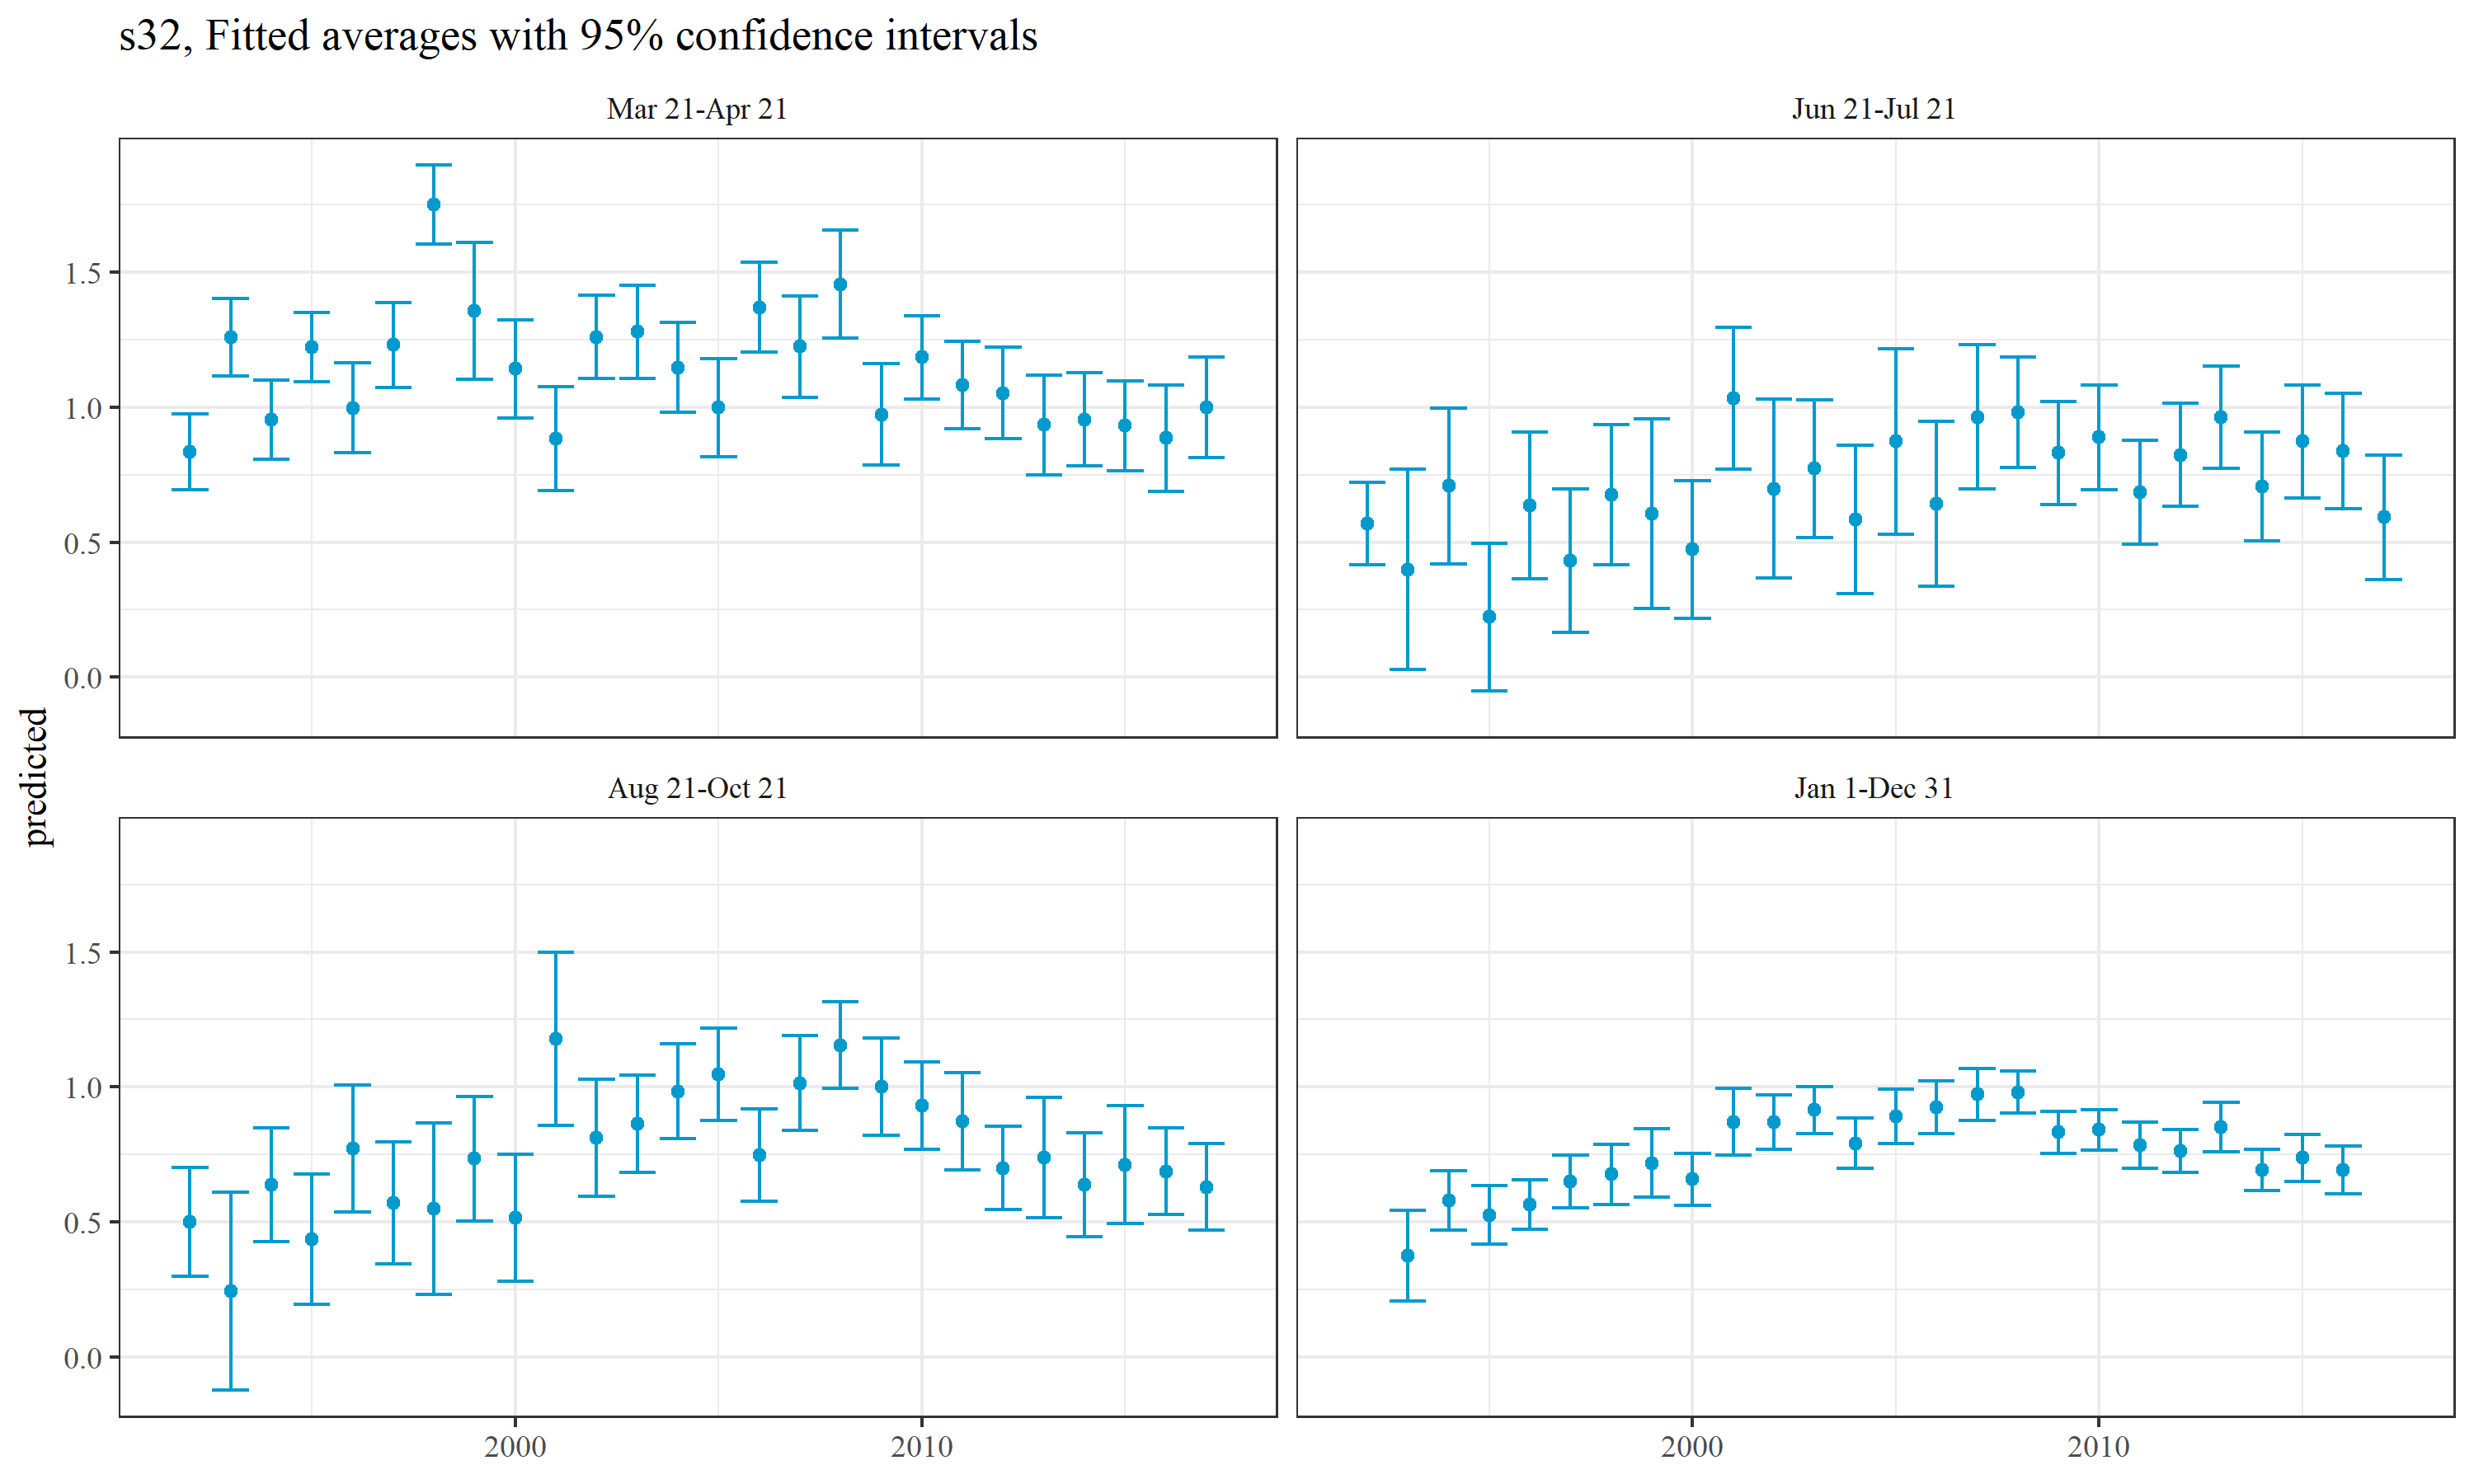 s32, Fitted averages with 95% confidence intervals
Mar 21-Apr 21
Jun 21-Jul 21
1.5
1.0
0.5
0.0
predicted
Aug 21-Oct 21
Jan 1-Dec 31
1.5
1.0
0.5
0.0
2000
2010
2000
2010